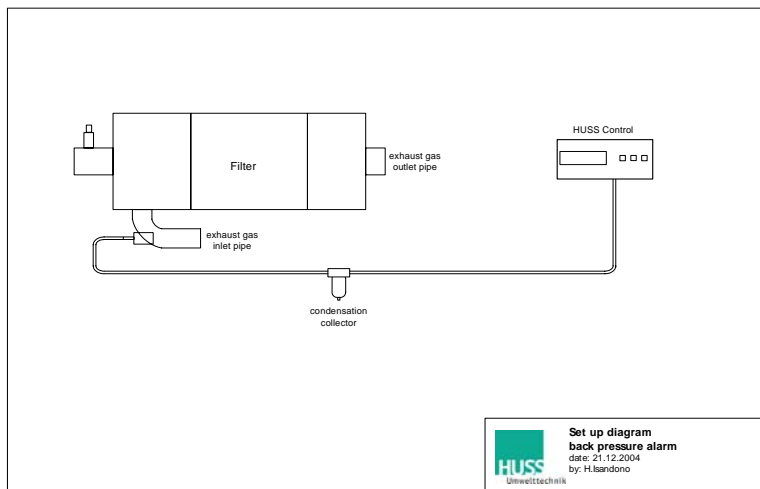 HUSS Control
Filter
exhaust gas
outlet pipe
exhaust gas
inlet pipe
condensation
collector
Set up diagram
back pressure alarm
date: 21.12.2004
by: H.Isandono
HUSS
Umwelttechnik